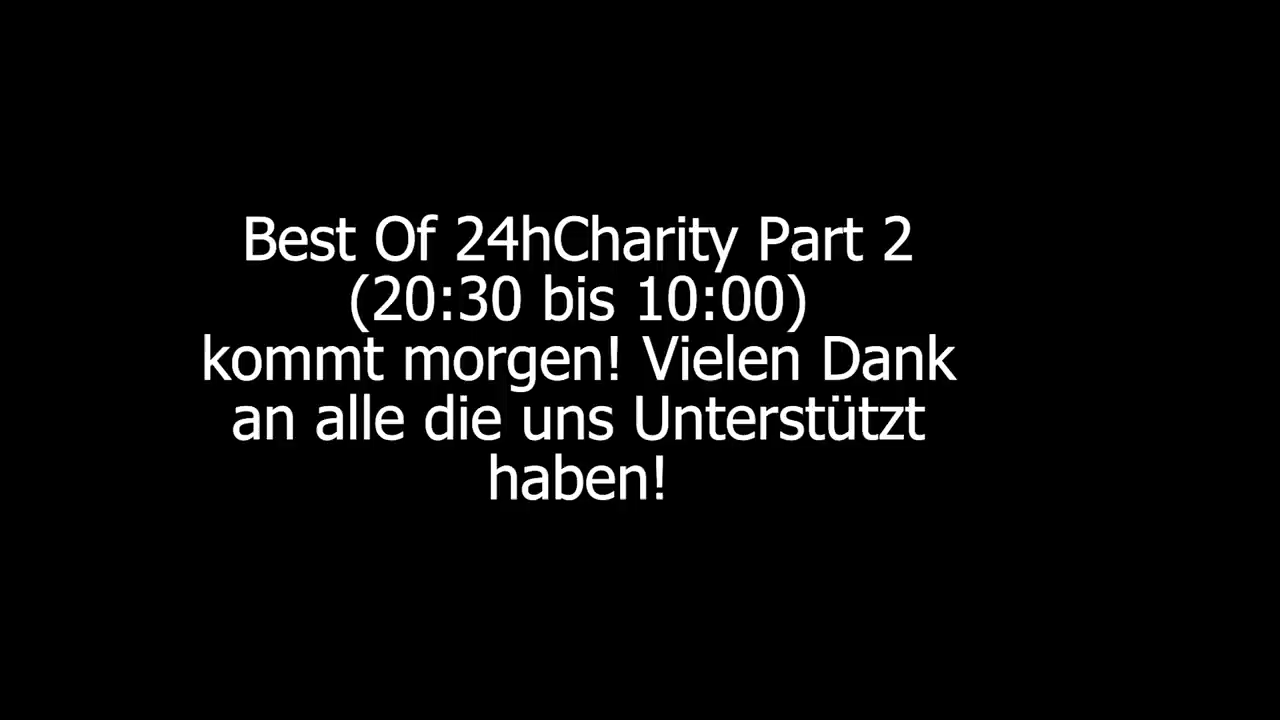 Best Of 24hCharity Part 2
(20:30 bis 10:00)
kommt morgen! Vielen Dank
an alle die uns Unterstützt
haben!